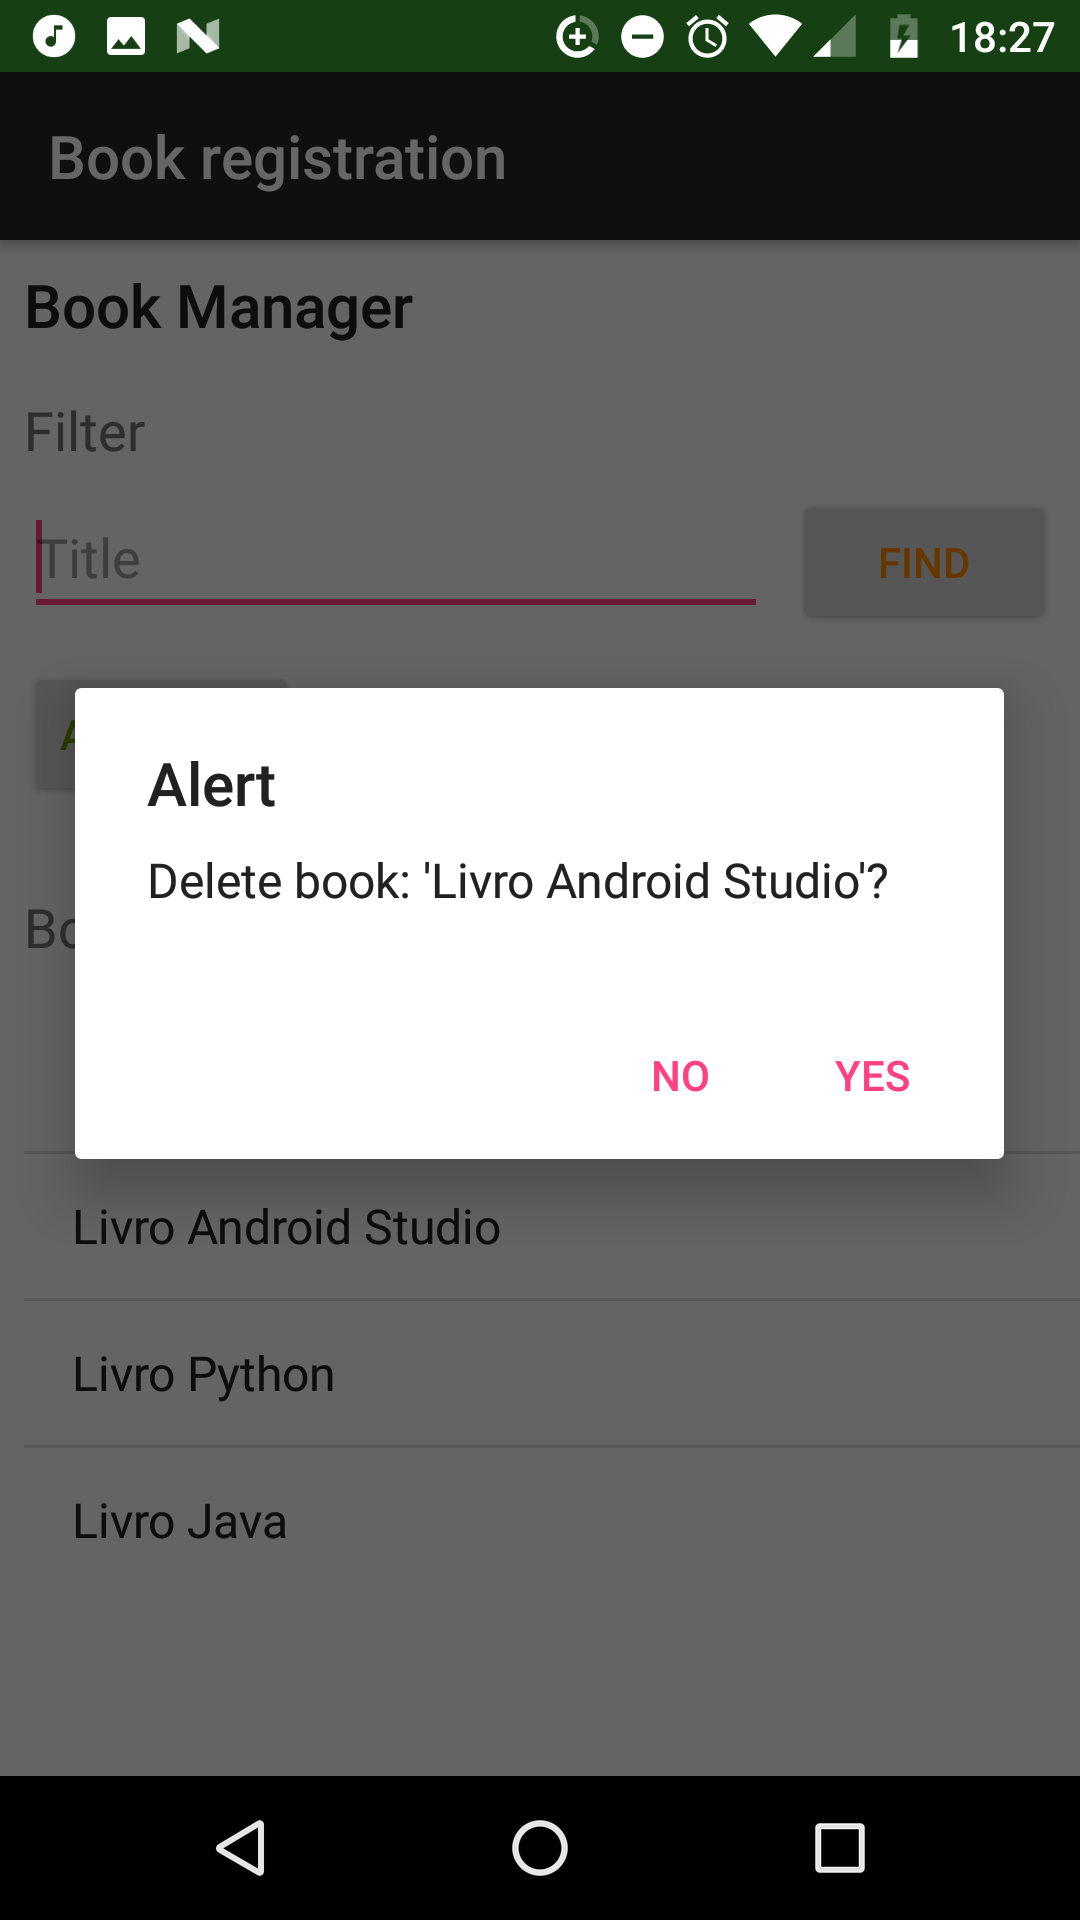 18:27
Book registration
Book Manager
Filter
Title
FIND
Alert
Delete book: 'Livro Android Studio'?
NO YES
Livro Android Studio
Livro Python
Livro Java